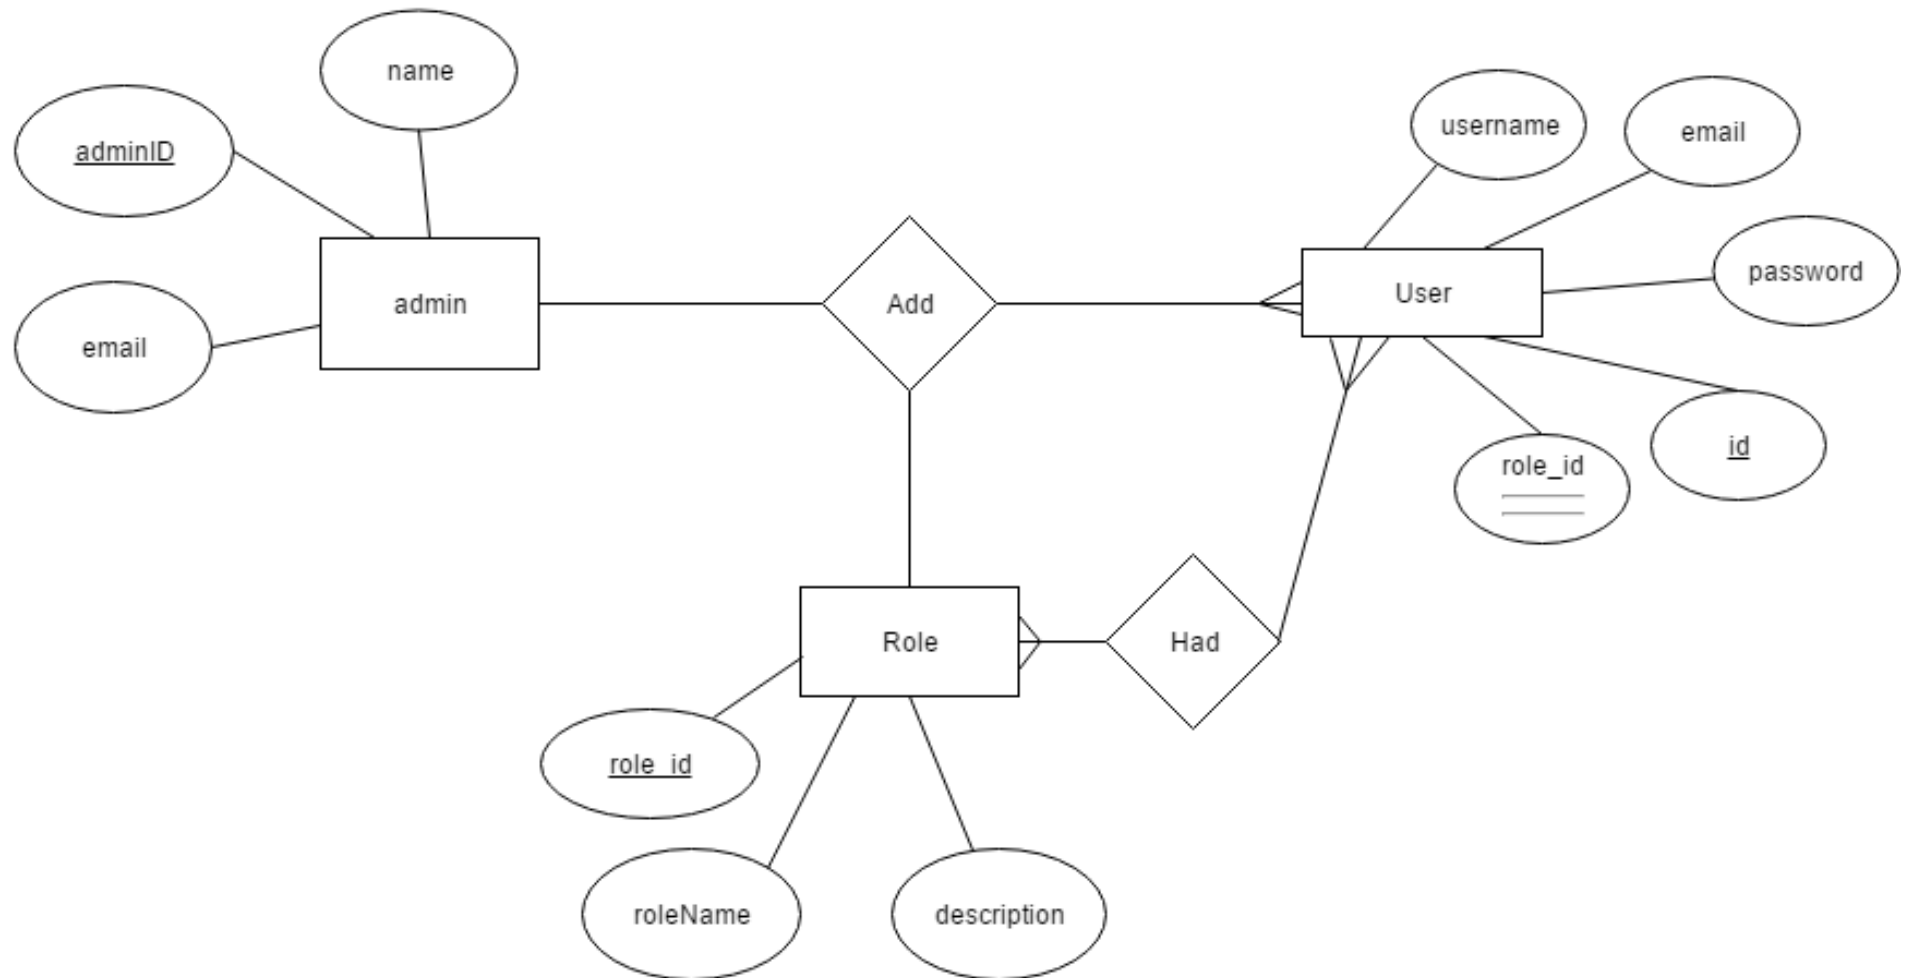 name
adminID
username
email
password
admin
Add
User
email
id
role_id
Role
Had
role_id
roleName
description